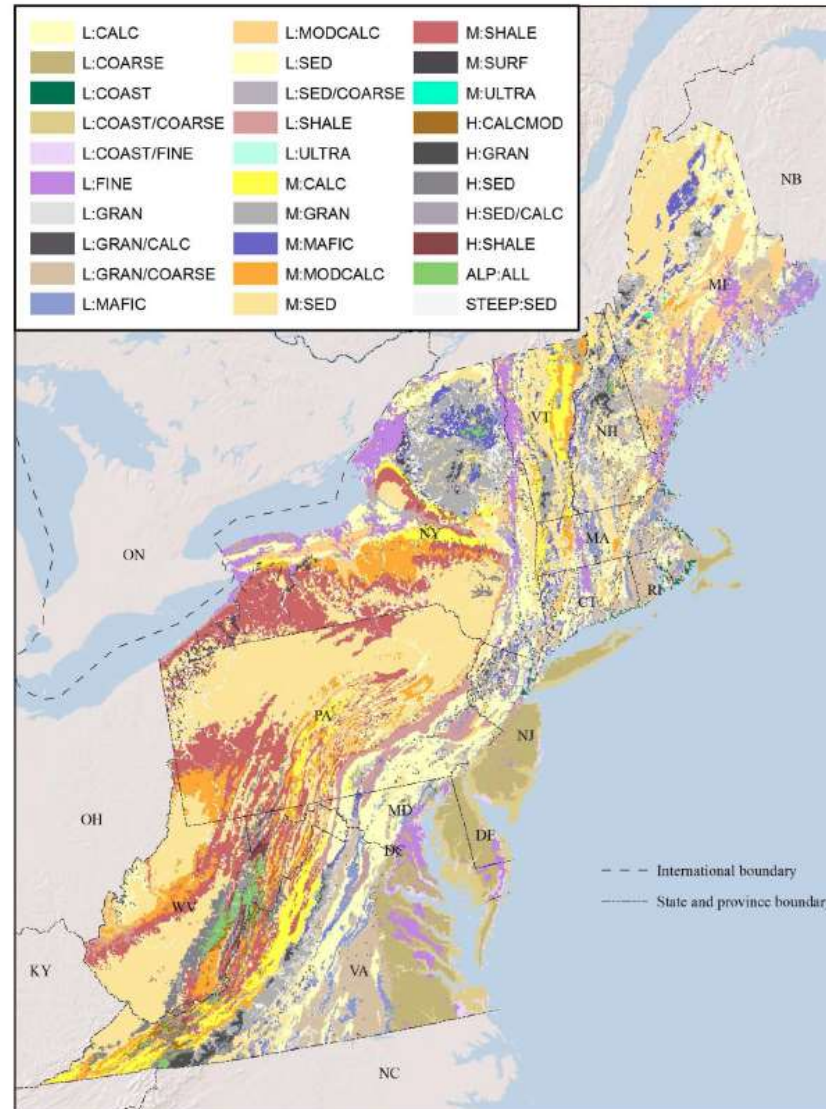 L:CALC
L:COARSE
L:COAST
L:COAST/COARSE
L:COAST/FINE
L:FINE
L:GRAN
L:GRAN/CALC
L:GRAN/COARSE
L:MAFIC
L:MODCALC
L:SED
L:SED/COARSE
L:SHALE
L:ULTRA
M:CALC
M:GRAN
M:MAFIC
M:MODCALC
M:SED
M:SHALE
M:SURF
M:ULTRA
H:CALCMOD
H:GRAN
H:SED
H:SED/CALC
H:SHALE
ALP:ALL
STEEP:SED
NB
ME
VT
NH
NY
MA
ON
CT
RI
PA
NJ
OH
MD
DE
DC
International boundary
State and province boundary
WV
KY
VA
NC